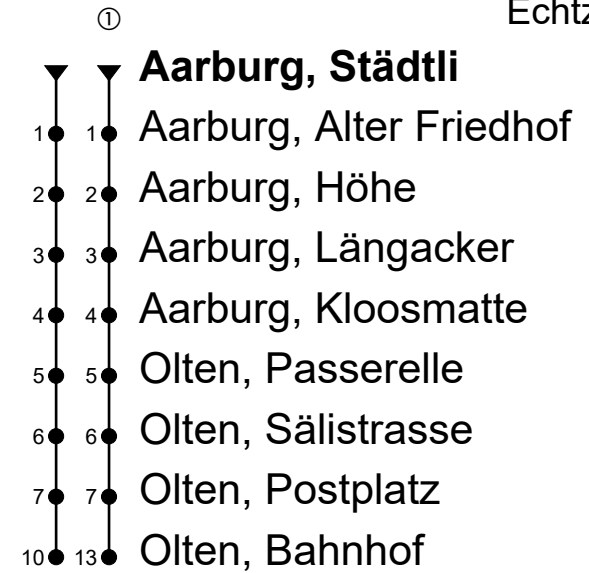 ① Echtz
Aarburg, Städtli
1 1 Aarburg, Alter Friedhof
2 2 Aarburg, Höhe
3 3 Aarburg, Längacker
4 4 Aarburg, Kloosmatte
5 5 Olten, Passerelle
6 6 Olten, Sälistrasse
7 7 Olten, Postplatz
10 13 Olten, Bahnhof